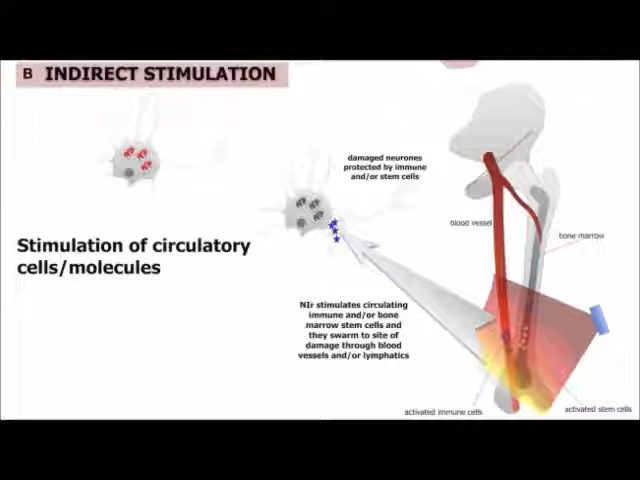 B INDIRECT STIMULATION
damaged neurones
protected by immune
and/or stem cells
blood vessel
bone marrow
Stimulation of circulatory
cells/molecules
NIr stimulates circulating
immune and/or bone
marrow stem cells and
they swarm to site of
damage through blood
vessels and/or lymphatics
activated immune cells
activated stem cells